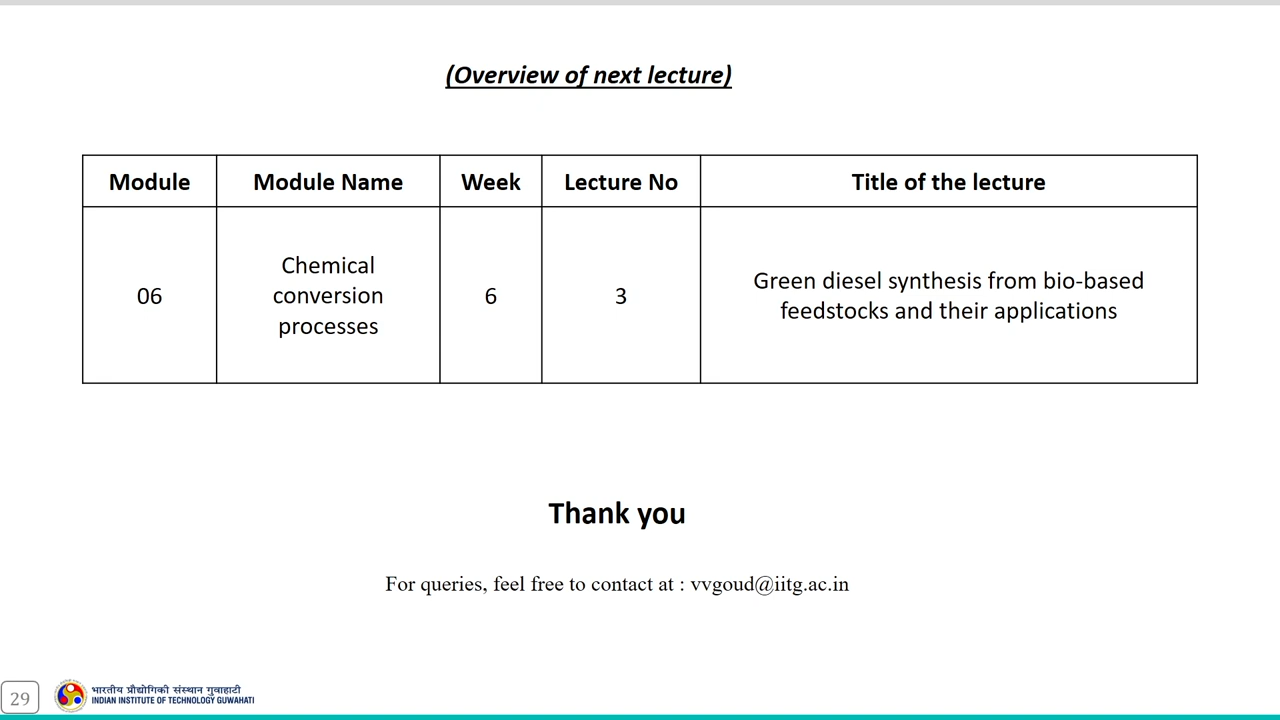 (Overview of next lecture)
Module Module Name Week Lecture No Title of the lecture
06
Chemical
conversion
processes
6
3
Green diesel synthesis from bio-based
feedstocks and their applications
Thank you
For queries, feel free to contact at : vvgoud@iitg.ac.in
29
भारतीय प्रौद्योगिकी संस्थान गुवाहाटी
INDIAN INSTITUTE OF TECHNOLOGY GUWAHATI